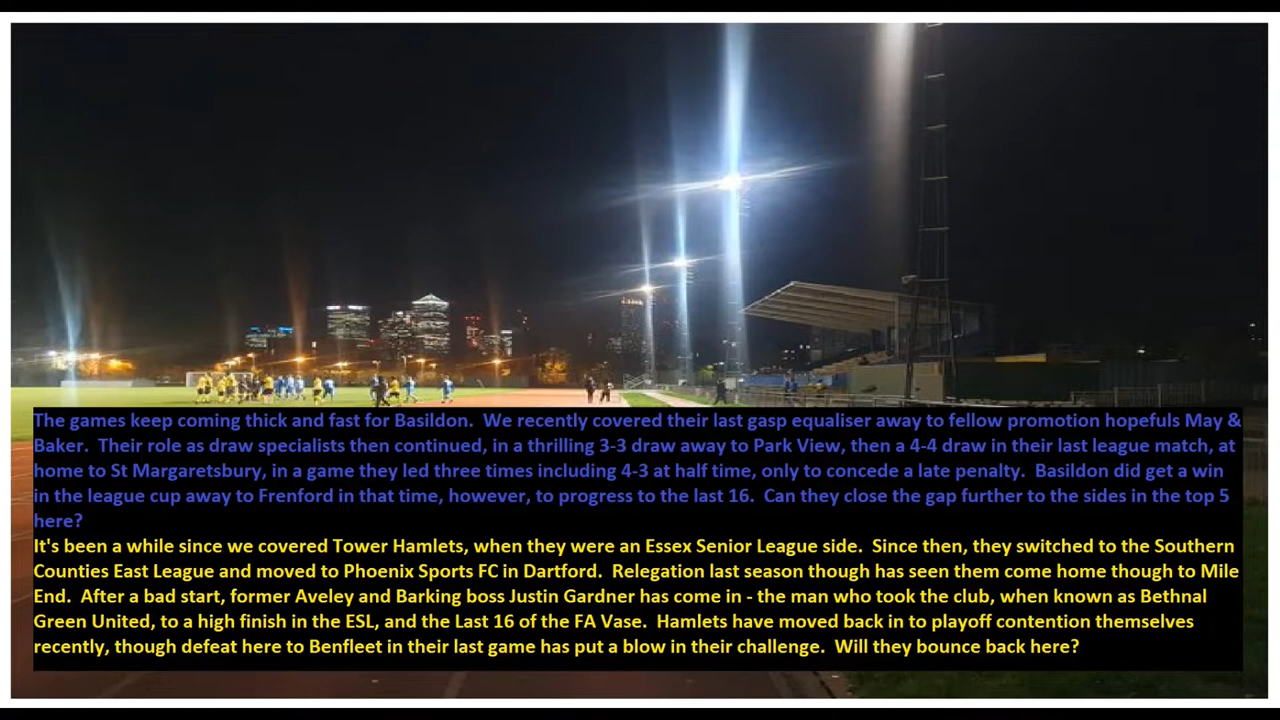 The games keep coming thick and fast for Basildon.  We recently covered their last gasp equaliser away to fellow promotion hopefuls May &
Baker.  Their role as draw specialists then continued, in a thrilling 3-3 draw away to Park View, then a 4-4 draw in their last league match, at
home to St Margaretsbury, in a game they led three times including 4-3 at half time, only to concede a late penalty.  Basildon did get a win
in the league cup away to Frenford in that time, however, to progress to the last 16.  Can they close the gap further to the sides in the top 5
here?
It's been a while since we covered Tower Hamlets, when they were an Essex Senior League side.  Since then, they switched to the Southern
Counties East League and moved to Phoenix Sports FC in Dartford.  Relegation last season though has seen them come home though to Mile
End.  After a bad start, former Aveley and Barking boss Justin Gardner has come in - the man who took the club, when known as Bethnal
Green United, to a high finish in the ESL, and the Last 16 of the FA Vase.  Hamlets have moved back in to playoff contention themselves
recently, though defeat here to Benfleet in their last game has put a blow in their challenge.  Will they bounce back here?